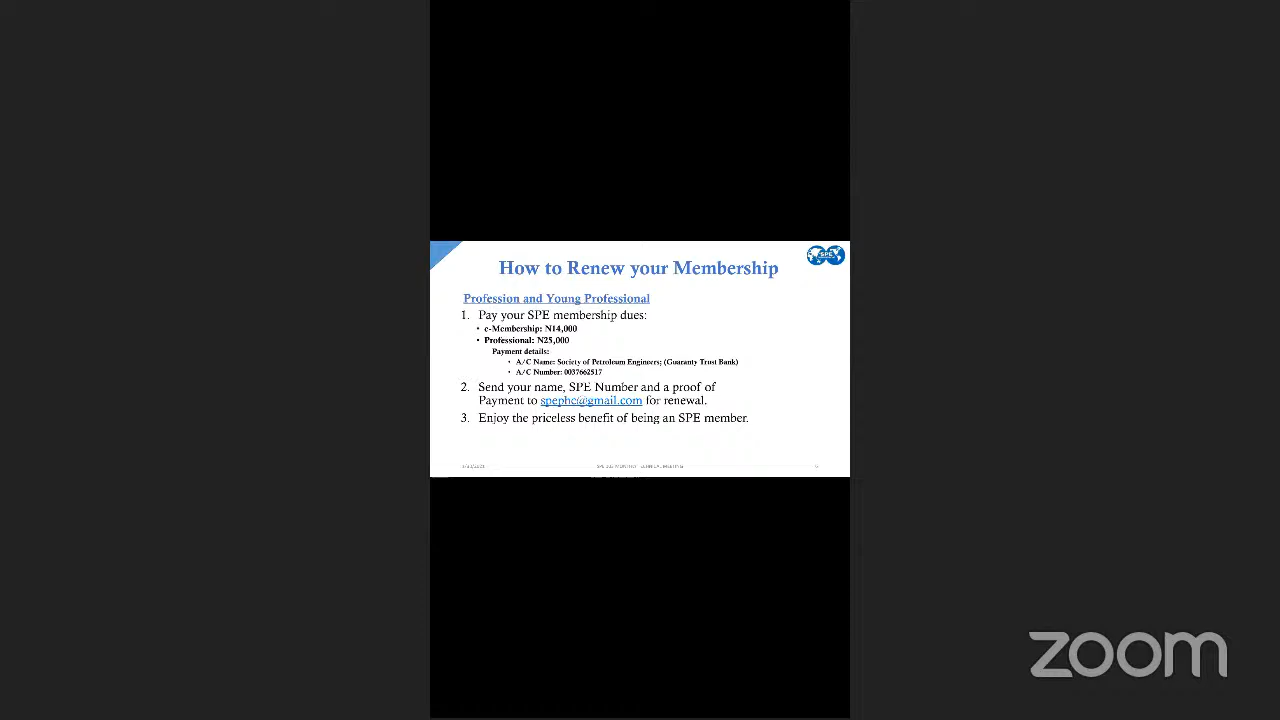 SPE
How to Renew your Membership
Profession and Young Professional
1. Pay your SPE membership dues:
• e-Membership: N14,000
• Professional: N25,000
Payment details:
• A/C Name: Society of Petroleum Engineers; (Guaranty Trust Bank)
• A/C Number: 0037662517
2. Send your name, SPE Number and a proof of
Payment to spephc@gmail.com for renewal.
3. Enjoy the priceless benefit of being an SPE member.
MEETING
zoom